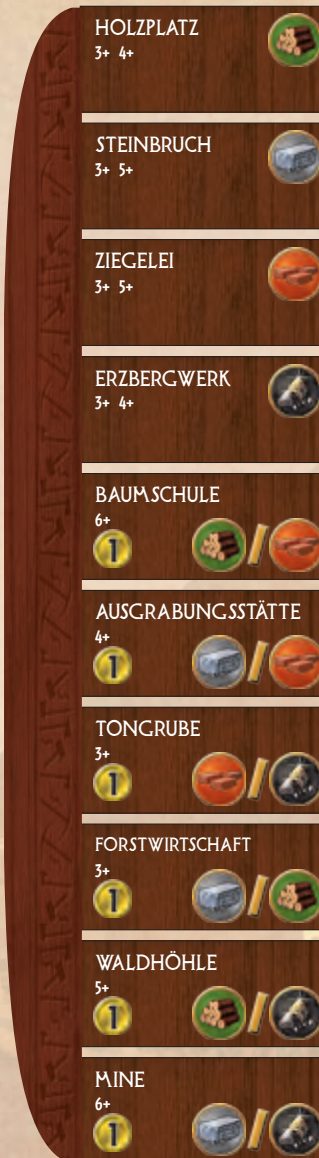 HOLZPLATZ
3+ 4+
STEINBRUCH
3+ 5+
ZIEGELEI
3+ 5+
ERZBERGWERK
3+ 4+
BAUMSCHULE
6+
1
AUSGRABUNGSSTÄTTE
4+
1
TONGRUBE
3+
1
FORSTWIRTSCHAFT
3+
1
WALDHÖHLE
5+
1
MINE
6+
1